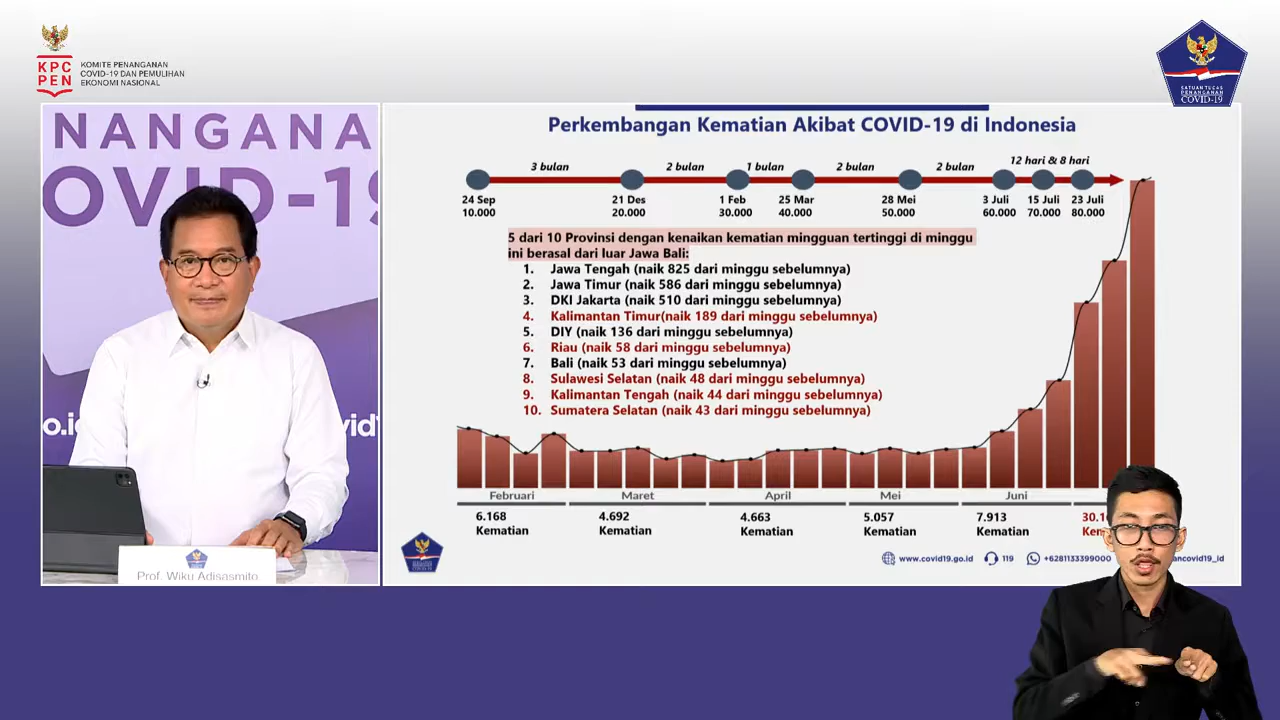 KPC
PEN
KOMITE PENANGANAN
COVID-19 DAN PEMULIHAN
EKONOMI NASIONAL
SATUAN TUGAS
PENANGANAN
COVID-19
NANGANA
OVID-19
o.id
vid1
Prof. Wiku Adisasmito
Perkembangan Kematian Akibat COVID-19 di Indonesia
3 bulan
2 bulan
1 bulan
2 bulan
2 bulan
12 hari & 8 hari
24 Sep
10.000
21 Des
20.000
1 Feb
30.000
25 Mar
40.000
28 Mei
50.000
3 Juli
60.000
15 Juli
70.000
23 Juli
80.000
5 dari 10 Provinsi dengan kenaikan kematian mingguan tertinggi di minggu
ini berasal dari luar Jawa Bali:
1. Jawa Tengah (naik 825 dari minggu sebelumnya)
2. Jawa Timur (naik 586 dari minggu sebelumnya)
3. DKI Jakarta (naik 510 dari minggu sebelumnya)
4. Kalimantan Timur(naik 189 dari minggu sebelumnya)
5. DIY (naik 136 dari minggu sebelumnya)
6. Riau (naik 58 dari minggu sebelumnya)
7. Bali (naik 53 dari minggu sebelumnya)
8. Sulawesi Selatan (naik 48 dari minggu sebelumnya)
9. Kalimantan Tengah (naik 44 dari minggu sebelumnya)
10. Sumatera Selatan (naik 43 dari minggu sebelumnya)
Februari
Maret
April
Mei
Juni
6.168
Kematian
4.692
Kematian
4.663
Kematian
5.057
Kematian
7.913
Kematian
30.1
Kem
www.covid19.go.id
119
+6281133399000
ancovid19_id